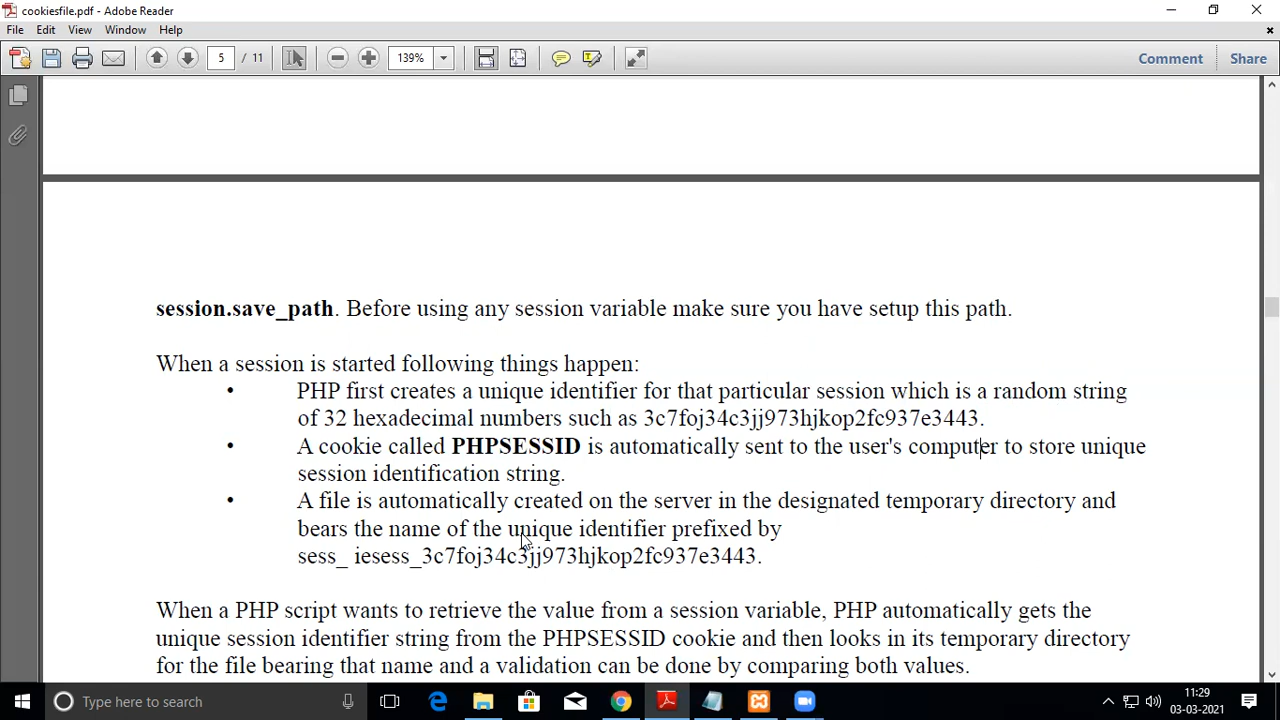 cookiesfile.pdf - Adobe Reader
File Edit View Window Help
5 / 11 139% Comment Share
session.save_path. Before using any session variable make sure you have setup this path.
When a session is started following things happen:
• PHP first creates a unique identifier for that particular session which is a random string
of 32 hexadecimal numbers such as 3c7foj34c3jj973hjkop2fc937e3443.
• A cookie called PHPSESSID is automatically sent to the user's computer to store unique
session identification string.
• A file is automatically created on the server in the designated temporary directory and
bears the name of the unique identifier prefixed by
sess_ iesess_3c7foj34c3jj973hjkop2fc937e3443.
When a PHP script wants to retrieve the value from a session variable, PHP automatically gets the
unique session identifier string from the PHPSESSID cookie and then looks in its temporary directory
for the file bearing that name and a validation can be done by comparing both values.
Type here to search
11:29
03-03-2021